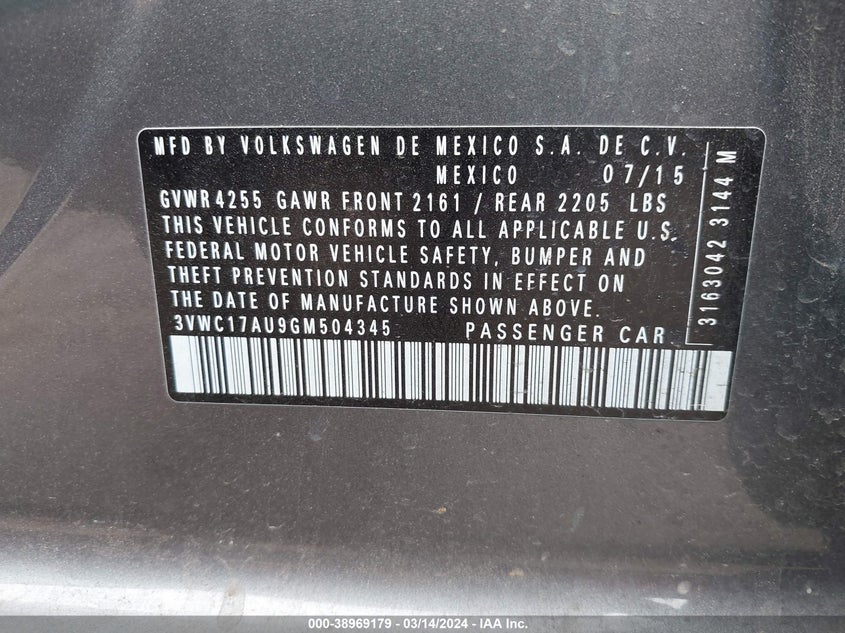 MFD BY VOLKSWAGEN DE MEXICO S.A. DE C.V.
MEXICO 07/15
GVWR 4255 GAWR FRONT 2161 / REAR 2205 LBS
THIS VEHICLE CONFORMS TO ALL APPLICABLE U.S.
FEDERAL MOTOR VEHICLE SAFETY, BUMPER AND
THEFT PREVENTION STANDARDS IN EFFECT ON
THE DATE OF MANUFACTURE SHOWN ABOVE.
3VWC17AU9GM504345 PASSENGER CAR
3163042 3144 M
000-38969179 - 03/14/2024 - IAA Inc.